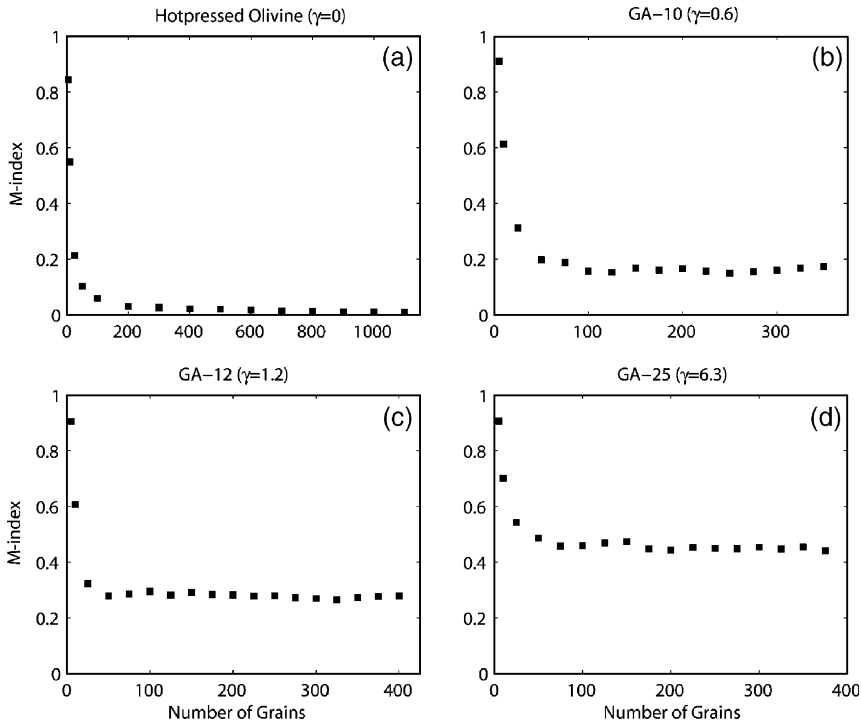 Hotpressed Olivine (γ=0)
(a)
M-index
1
0.8
0.6
0.4
0.2
0
0 200 400 600 800 1000
GA−10 (γ=0.6)
(b)
1
0.8
0.6
0.4
0.2
0
0 100 200 300
GA−12 (γ=1.2)
(c)
M-index
1
0.8
0.6
0.4
0.2
0
0 100 200 300 400
Number of Grains
GA−25 (γ=6.3)
(d)
1
0.8
0.6
0.4
0.2
0
0 100 200 300 400
Number of Grains